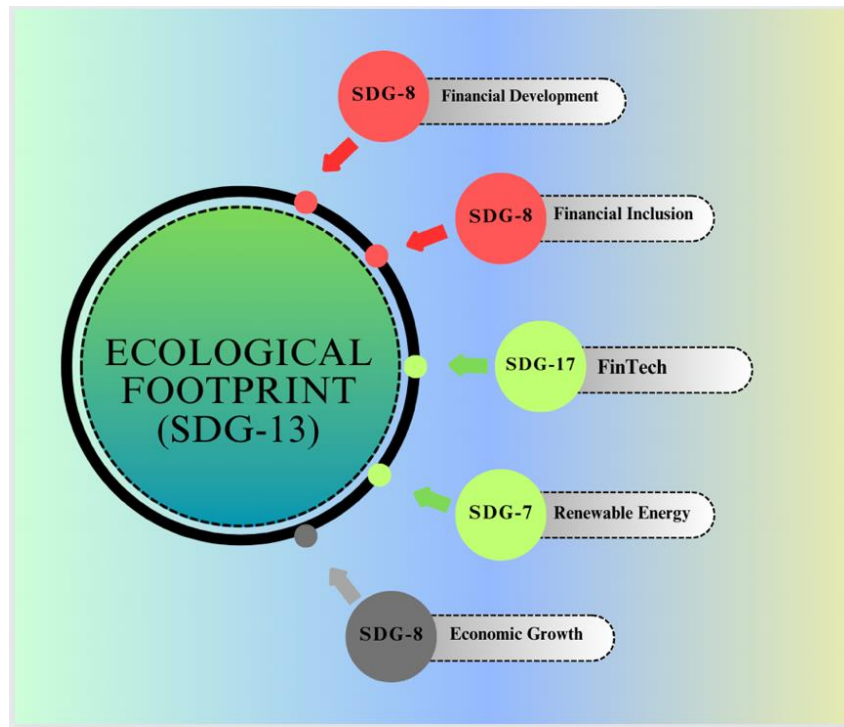 SDG-8 Financial Development
SDG-8 Financial Inclusion
ECOLOGICAL
FOOTPRINT
(SDG-13)
SDG-17 FinTech
SDG-7 Renewable Energy
SDG-8 Economic Growth